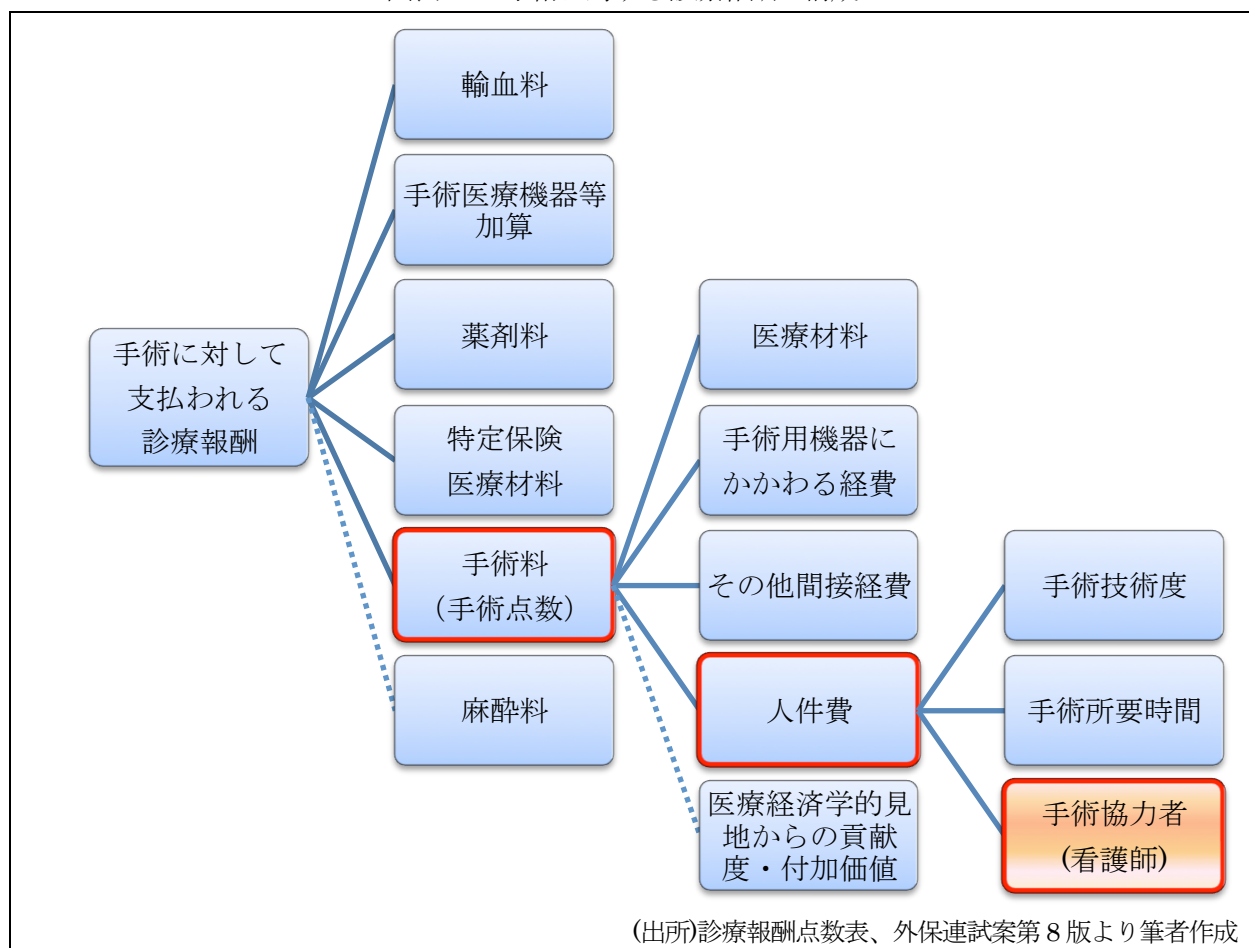 輸血料
手術医療機器等
加算
薬剤料
手術に対して
支払われる
診療報酬
特定保険
医療材料
手術料
(手術点数)
麻酔料
医療材料
手術用機器に
かかわる経費
その他間接経費
人件費
医療経済学的見
地からの貢献
度・付加価値
手術技術度
手術所要時間
手術協力者
(看護師)
(出所)診療報酬点数表、外保連試案第8版より筆者作成